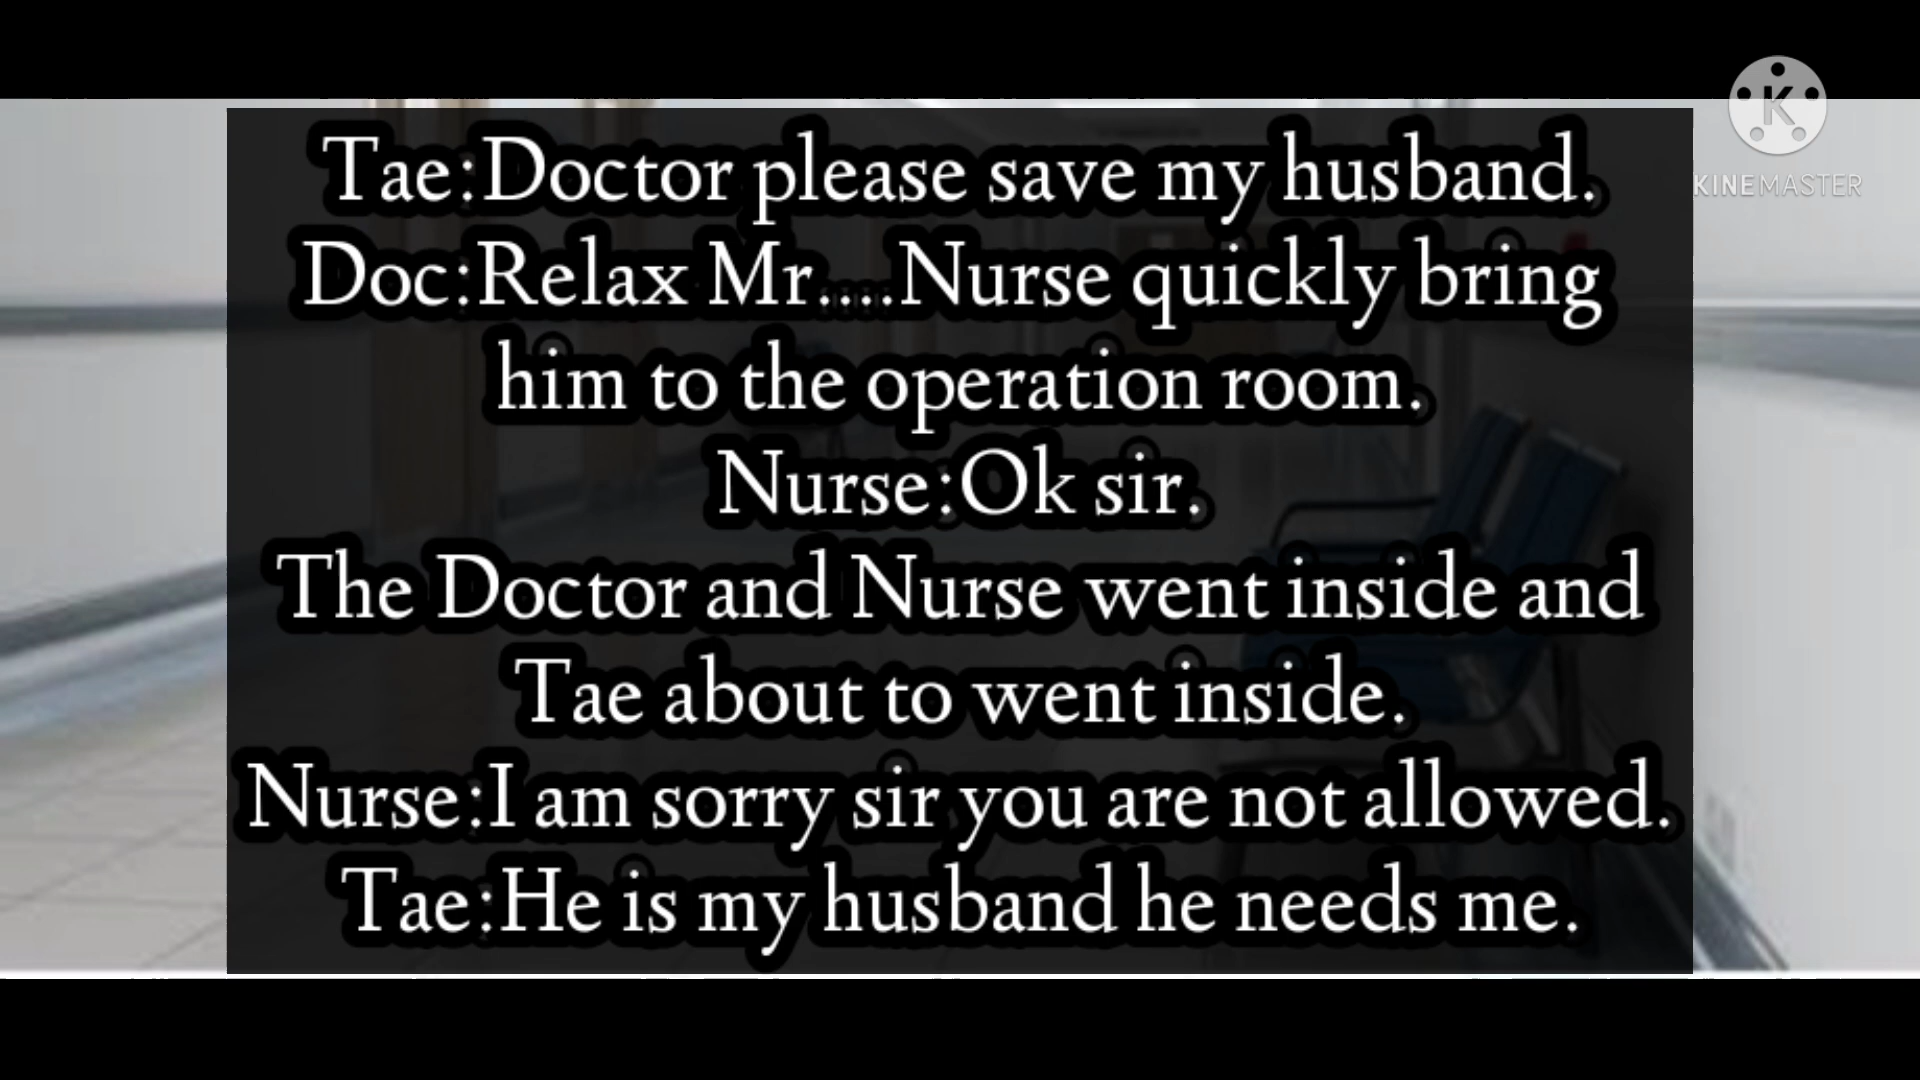 Tae:Doctor please save my husband.
Doc:Relax Mr....Nurse quickly bring
him to the operation room.
Nurse:Ok sir.
The Doctor and Nurse went inside and
Tae about to went inside.
Nurse:I am sorry sir you are not allowed.
Tae:He is my husband he needs me.
K
KINEMASTER